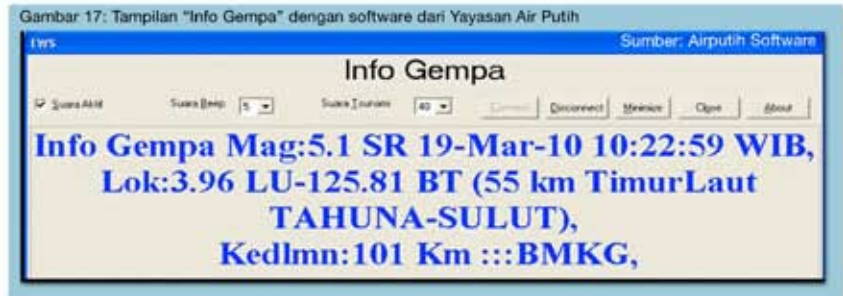 Gambar 17: Tampilan “Info Gempa” dengan software dari Yayasan Air Putih
EWS
Sumber: Airputih Software
Info Gempa
Suara Aktif Suara Beep 5 Suara Tsunami 40 Connect Disconnect Minimize Close About
Info Gempa Mag:5.1 SR 19-Mar-10 10:22:59 WIB,
Lok:3.96 LU-125.81 BT (55 km TimurLaut
TAHUNA-SULUT),
Kedlmn:101 Km :::BMKG,